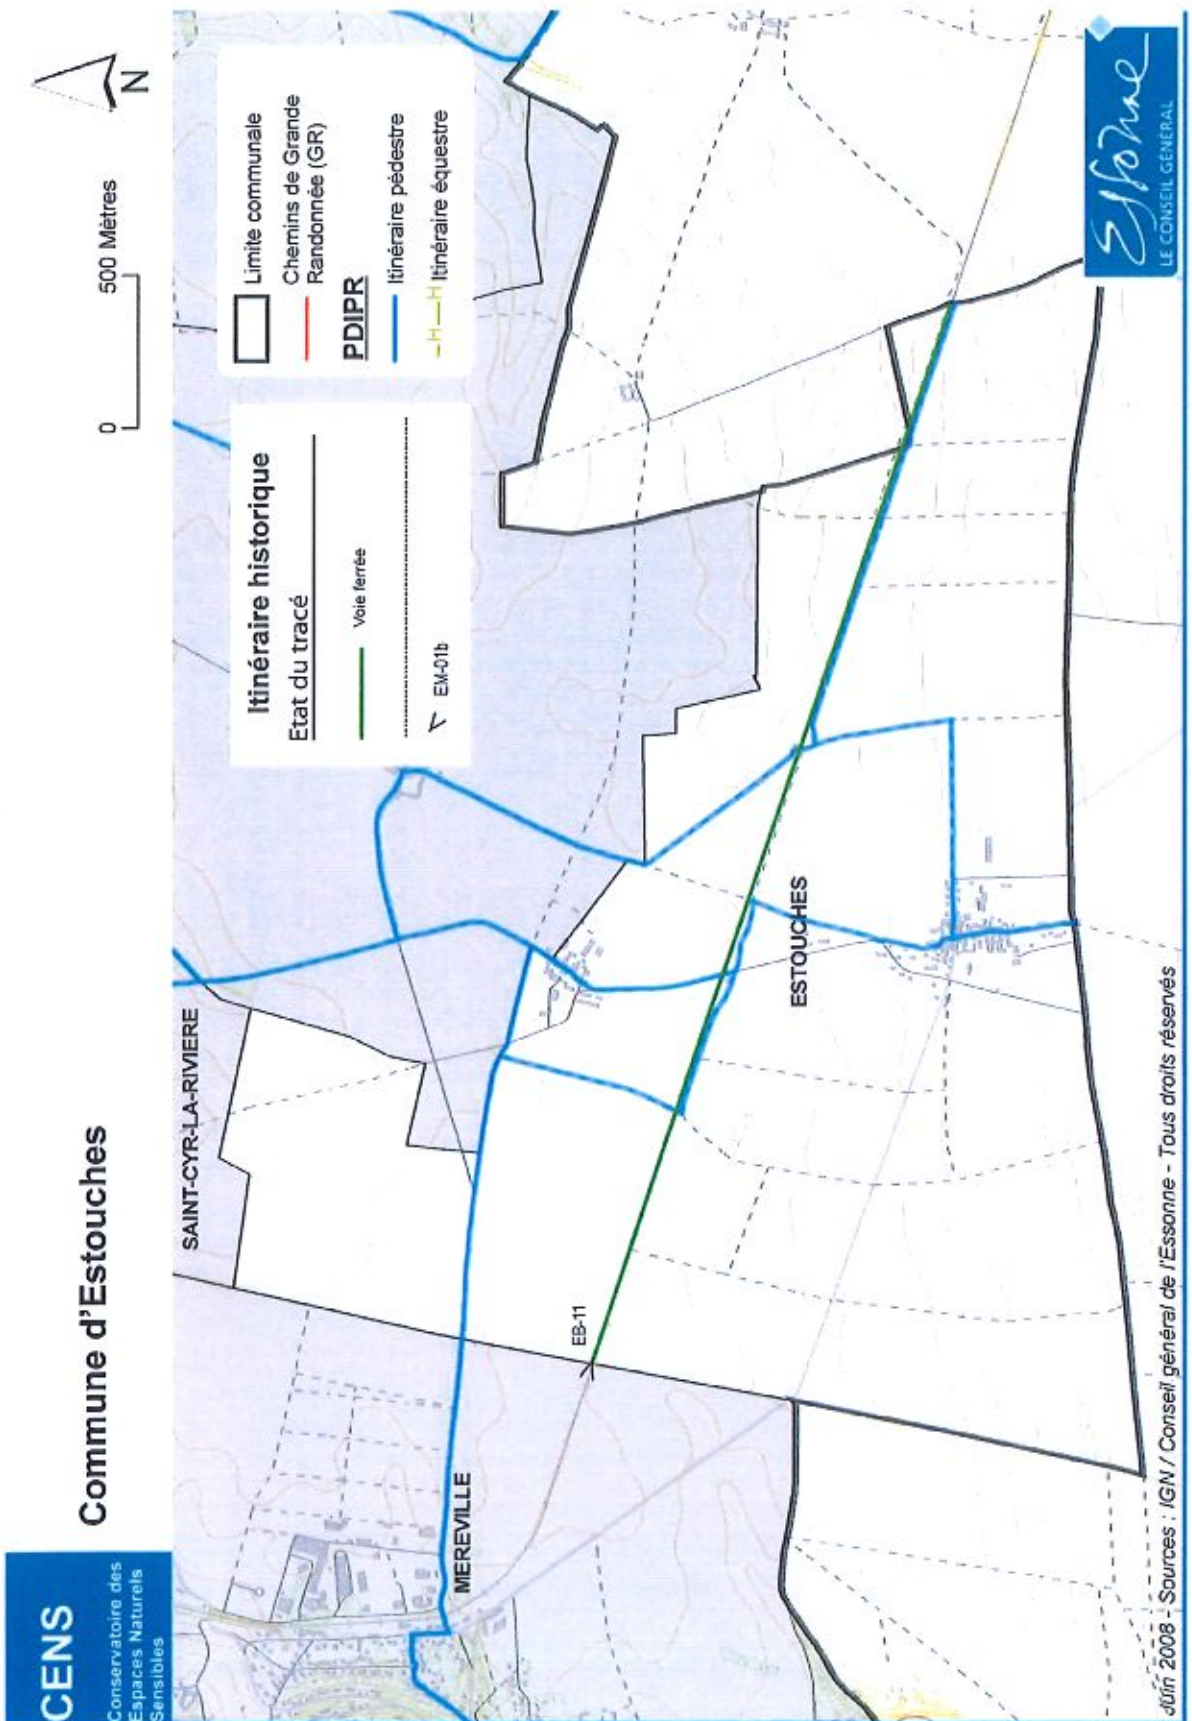 CENS
Conservatoire des
Espaces Naturels
Sensibles
Commune d'Estouches
0 500 Mètres
N
SAINT-CYR-LA-RIVIERE
MEREVILLE
EB-11
ESTOUCHES
Itinéraire historique
Etat du tracé
Voie ferrée
EM-01b
Limite communale
Chemins de Grande
Randonnée (GR)
PDIPR
Itinéraire pédestre
H H Itinéraire équestre
Juin 2008 - Sources : IGN / Conseil général de l'Essonne - Tous droits réservés
Essonne
LE CONSEIL GÉNÉRAL